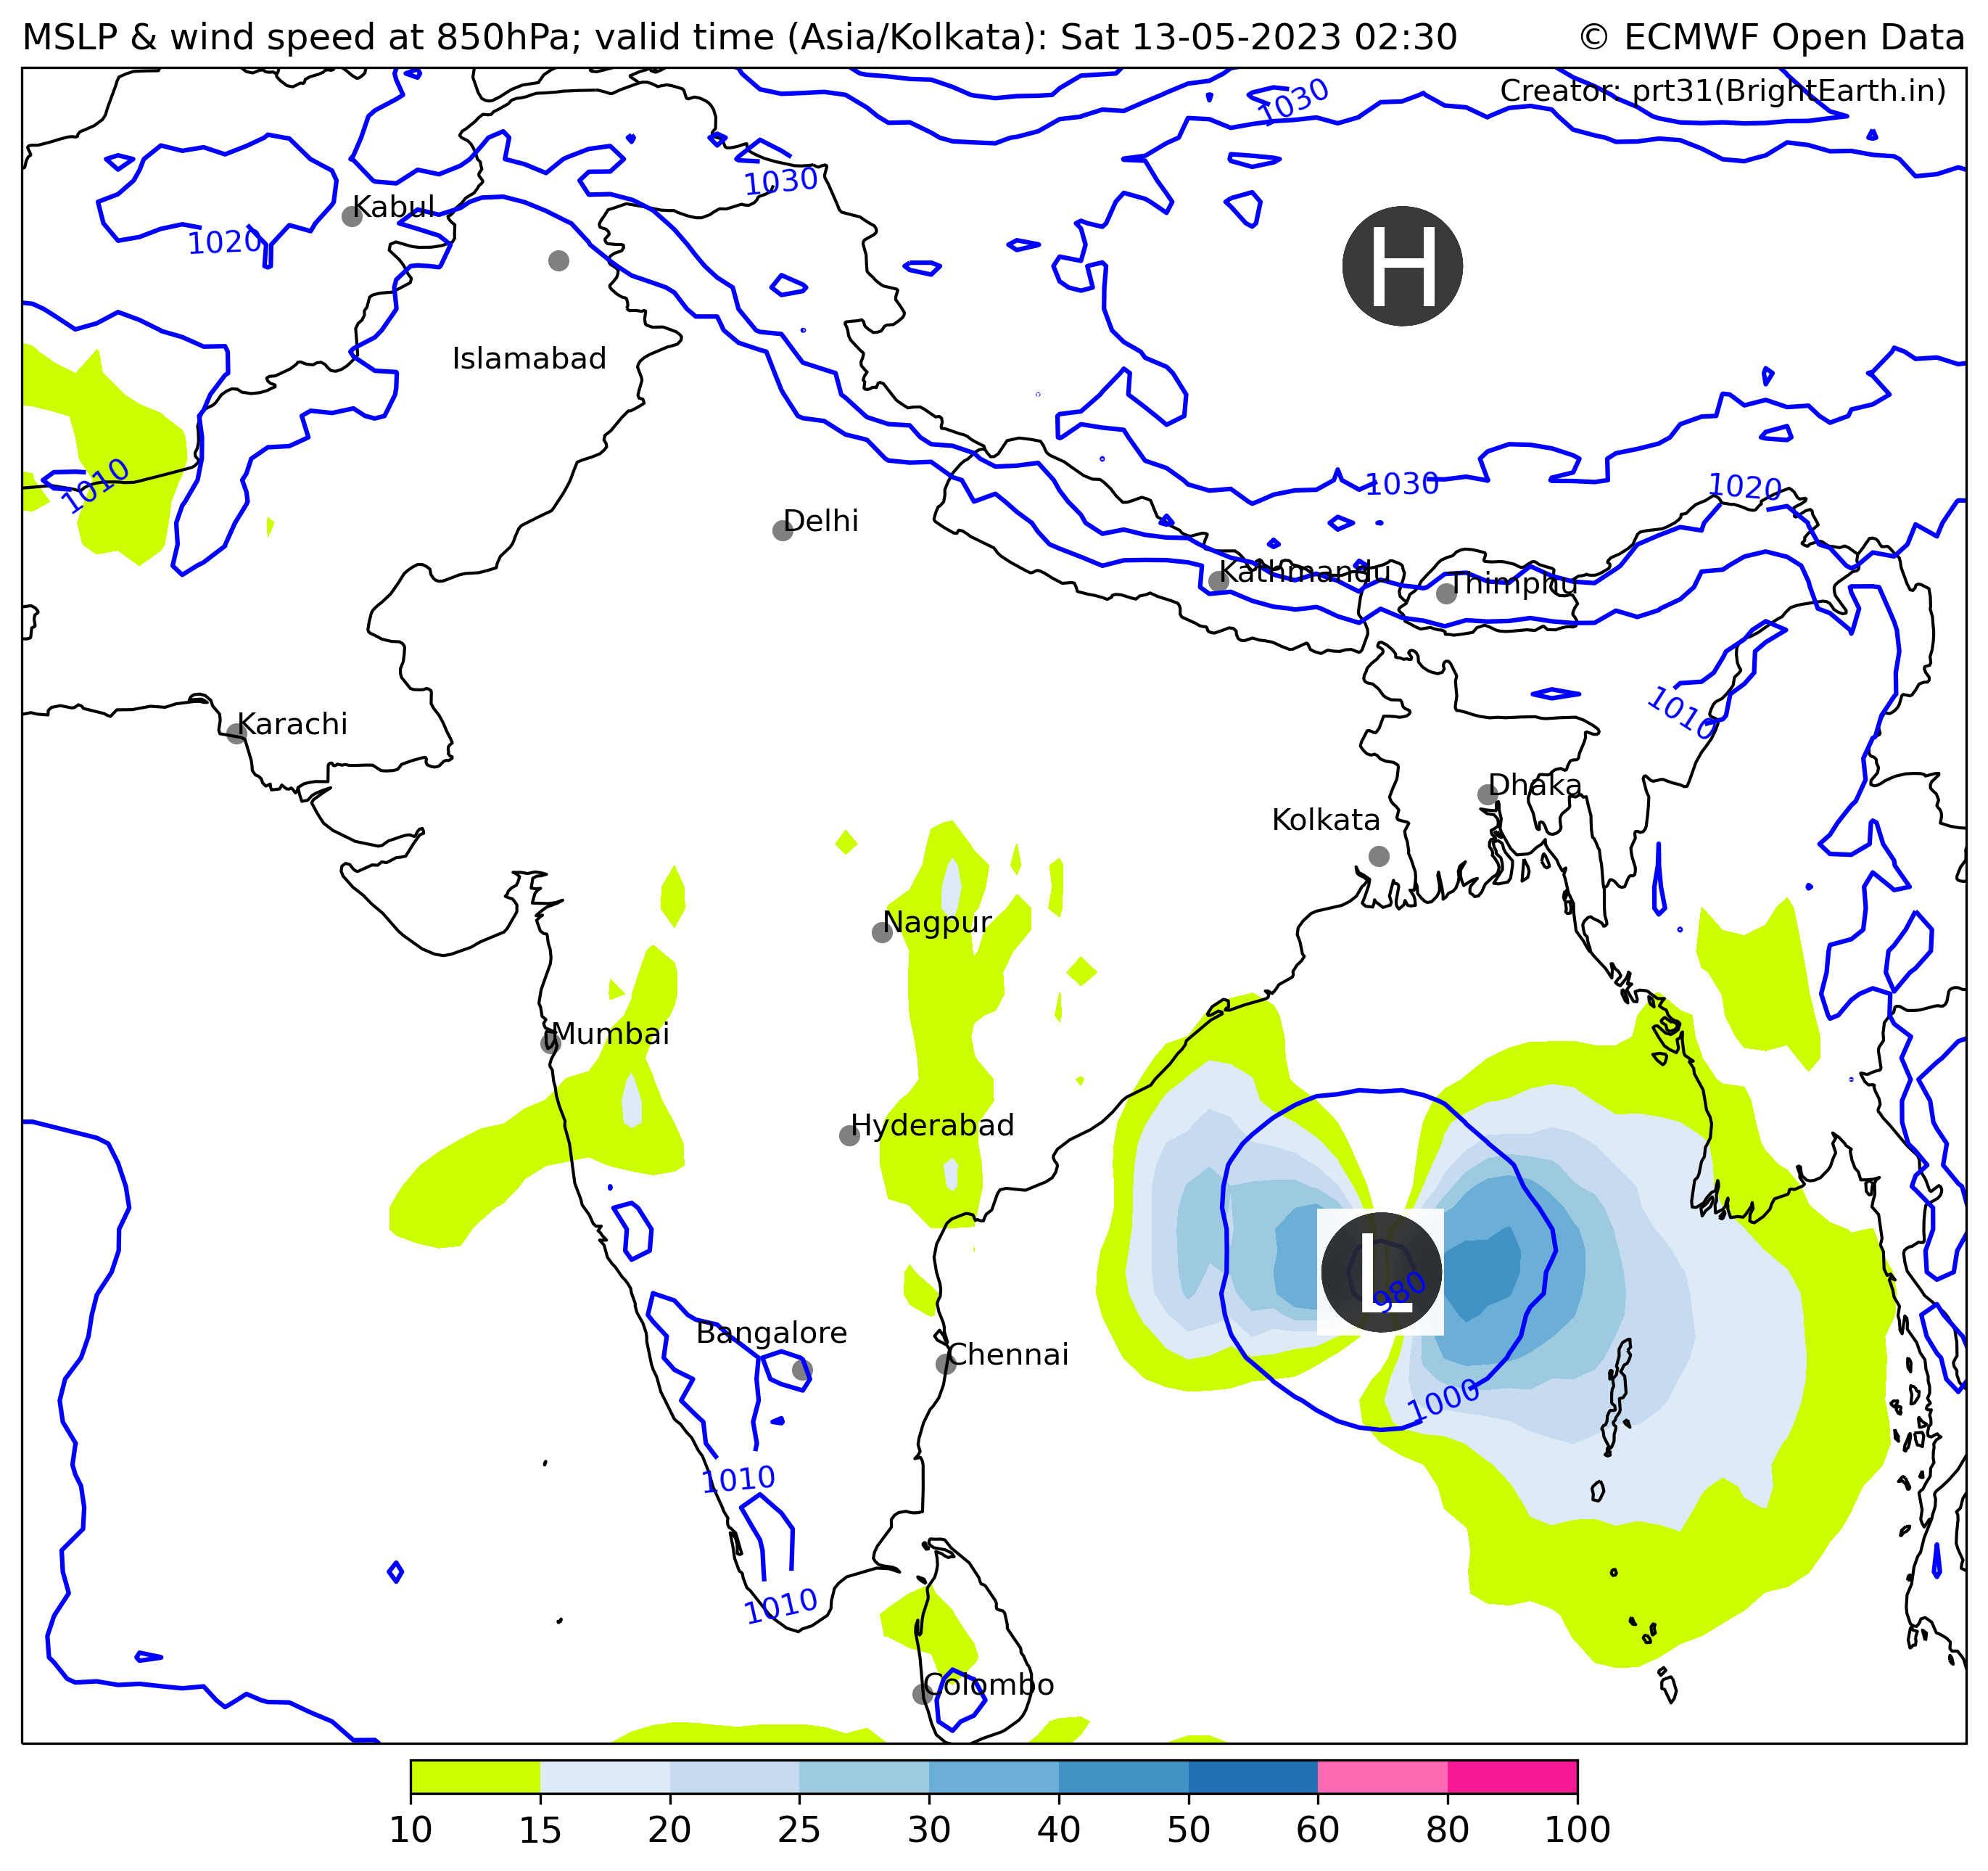 MSLP & wind speed at 850hPa; valid time (Asia/Kolkata): Sat 13-05-2023 02:30
© ECMWF Open Data
Creator: prt31(BrightEarth.in)
1030
1030
Kabul
1020
H
Islamabad
1010
1030
1020
Delhi
Kathmandu
Thimphu
1010
Karachi
Dhaka
Kolkata
Nagpur
Mumbai
Hyderabad
L
980
Bangalore
Chennai
1000
1010
1010
Colombo
10 15 20 25 30 40 50 60 80 100